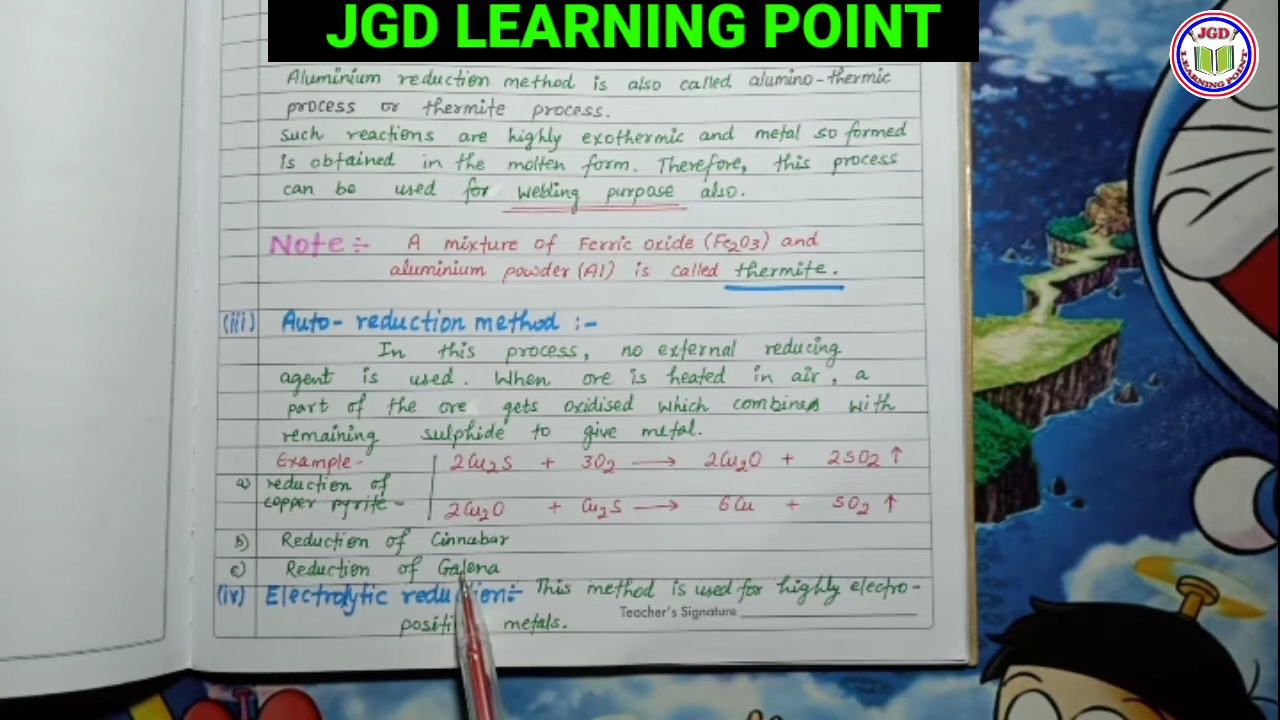 JGD LEARNING POINT
JGD
LEARNING POINT
Aluminium reduction method is also called alumino-thermic
process or thermite process.
Such reactions are highly exothermic and metal so formed
is obtained in the molten form. Therefore, this process
can be used for welding purpose also.
Note:- A mixture of Ferric oxide (Fe₂O₃) and
aluminium powder (Al) is called thermite.
(iii) Auto-reduction method :-
In this process, no external reducing
agent is used. When ore is heated in air, a
part of the ore gets oxidised which combines with
remaining sulphide to give metal.
Example- 2Cu₂S + 3O₂ ⟶ 2Cu₂O + 2SO₂ ↑
a) reduction of
copper pyrite- 2Cu₂O + Cu₂S ⟶ 6Cu + SO₂ ↑
b) Reduction of Cinnabar
c) Reduction of Galena
(iv) Electrolytic reduction:- This method is used for highly electro-
Teacher's Signature
metals.